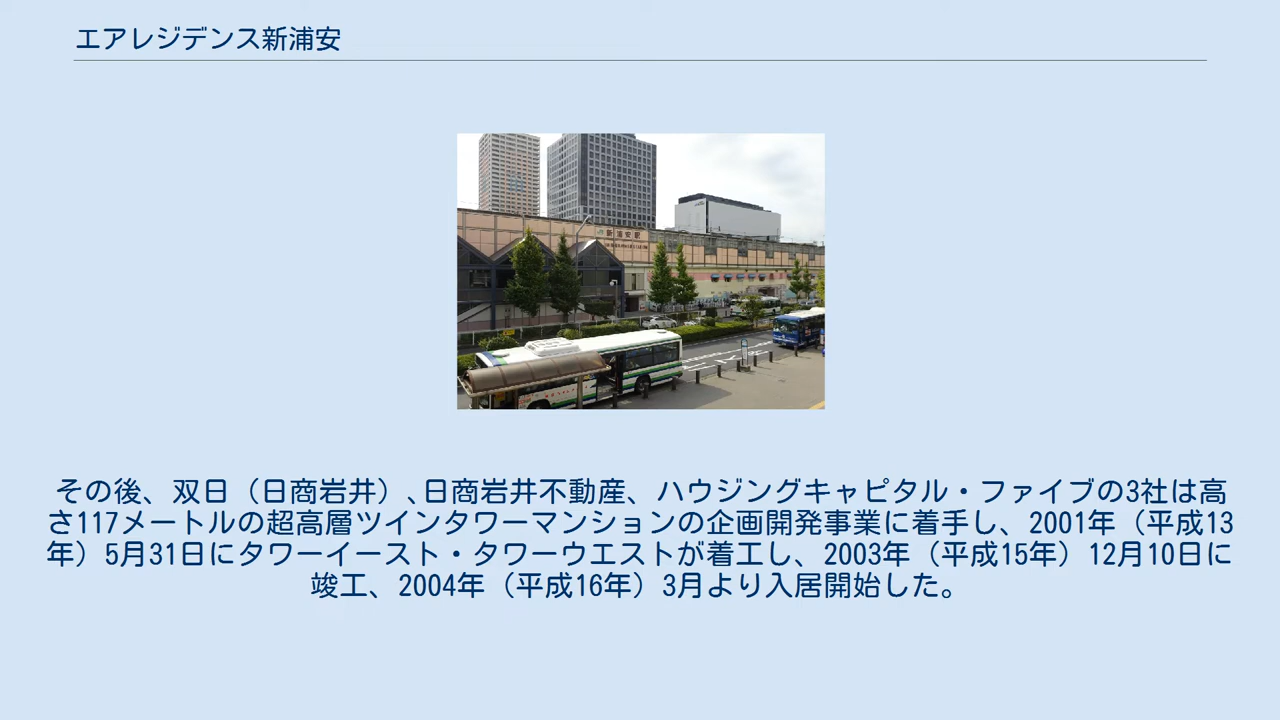 エアレジデンス新浦安
新浦安駅
その後、双日（日商岩井）､日商岩井不動産、ハウジングキャピタル・ファイブの3社は高
さ117メートルの超高層ツインタワーマンションの企画開発事業に着手し、2001年（平成13
年）5月31日にタワーイースト・タワーウエストが着工し、2003年（平成15年）12月10日に
竣工、2004年（平成16年）3月より入居開始した。